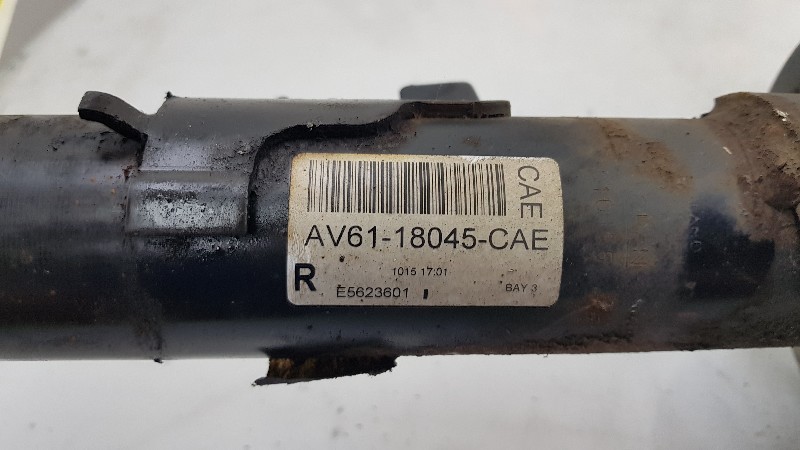 CAE
AV61-18045-CAE
1015 17:01
R
E5623601
BAY 3